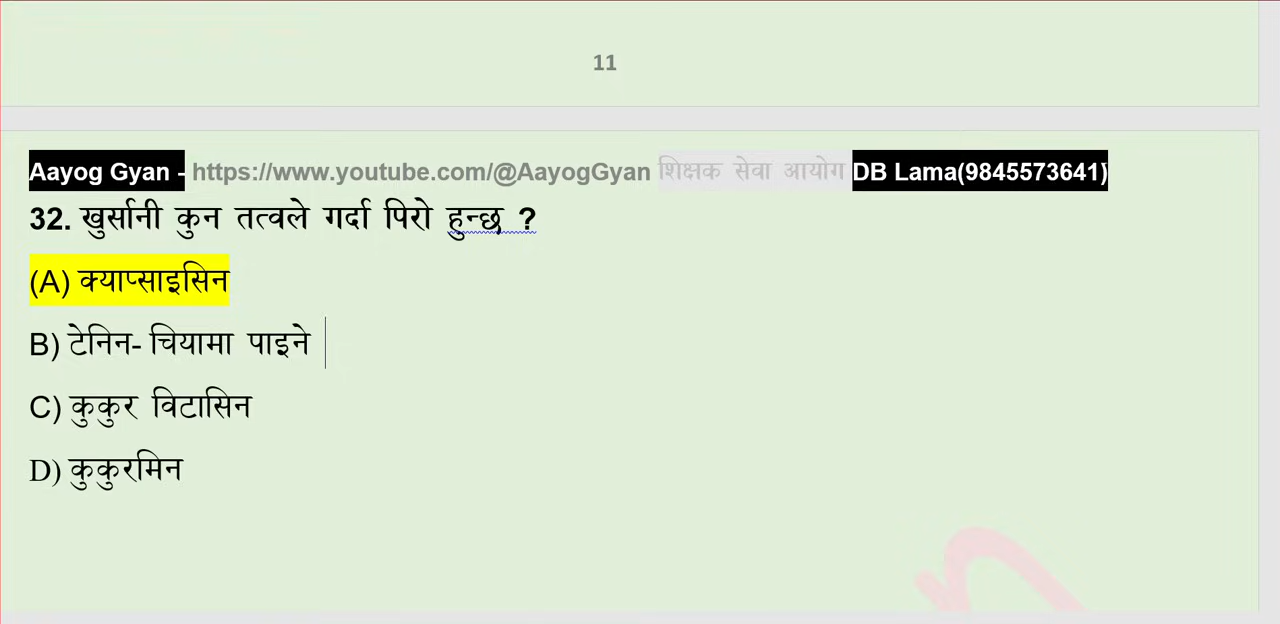 11
Aayog Gyan - https://www.youtube.com/@AayogGyan शिक्षक सेवा आयोग DB Lama(9845573641)
32. खुर्सानी कुन तत्वले गर्दा पिरो हुन्छ ?
(A) क्याप्साइसिन
B) टेनिन- चियामा पाइने
C) कुकुर विटासिन
D) कुकुरमिन